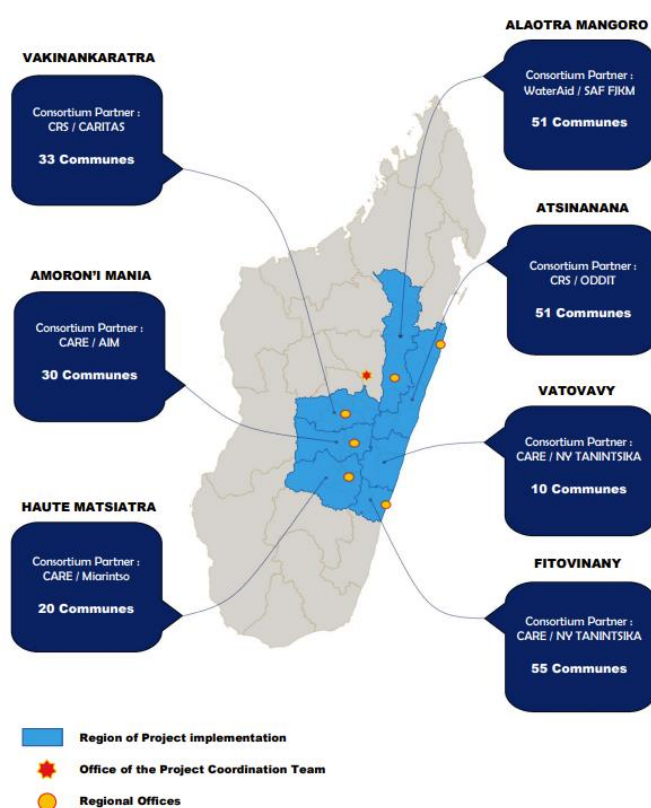 ALAOTRA MANGORO
Consortium Partner :
WaterAid / SAF FJKM
51 Communes
VAKINANKARATRA
Consortium Partner :
CRS / CARITAS
33 Communes
ATSINANANA
Consortium Partner :
CRS / ODDIT
51 Communes
AMORON'I MANIA
Consortium Partner :
CARE / AIM
30 Communes
VATOVAVY
Consortium Partner :
CARE / NY TANINTSIKA
10 Communes
HAUTE MATSIATRA
Consortium Partner :
CARE / Miarintso
20 Communes
FITOVINANY
Consortium Partner :
CARE / NY TANINTSIKA
55 Communes
Region of Project implementation
Office of the Project Coordination Team
Regional Offices